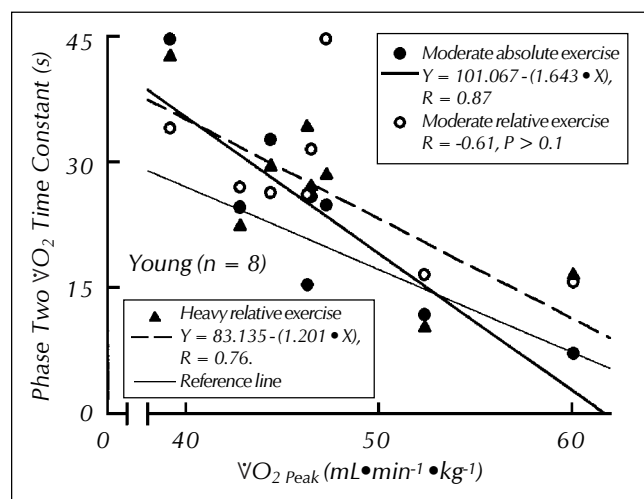 45
30
15
0
Phase Two V̇O2 Time Constant (s)
Moderate absolute exercise
Y = 101.067-(1.643 • X),
R = 0.87
Moderate relative exercise
R = -0.61, P > 0.1
Young (n = 8)
Heavy relative exercise
Y = 83.135-(1.201 • X),
R = 0.76.
Reference line
0 40 50 60
V̇O2 Peak (mL•min-1•kg-1)